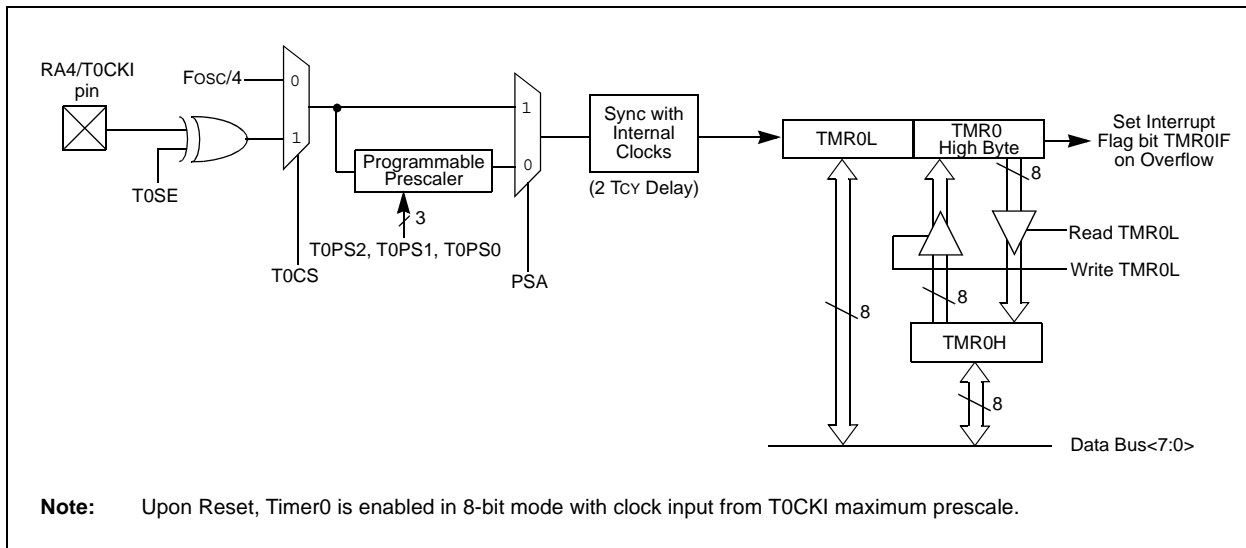 RA4/T0CKI
pin
FOSC/4
0
1
T0SE
T0CS
Programmable
Prescaler
3
T0PS2, T0PS1, T0PS0
1
0
PSA
Sync with
Internal
Clocks
(2 TCY Delay)
TMR0L
TMR0
High Byte
Set Interrupt
Flag bit TMR0IF
on Overflow
8
Read TMR0L
Write TMR0L
8
8
TMR0H
8
Data Bus<7:0>
Note: Upon Reset, Timer0 is enabled in 8-bit mode with clock input from T0CKI maximum prescale.